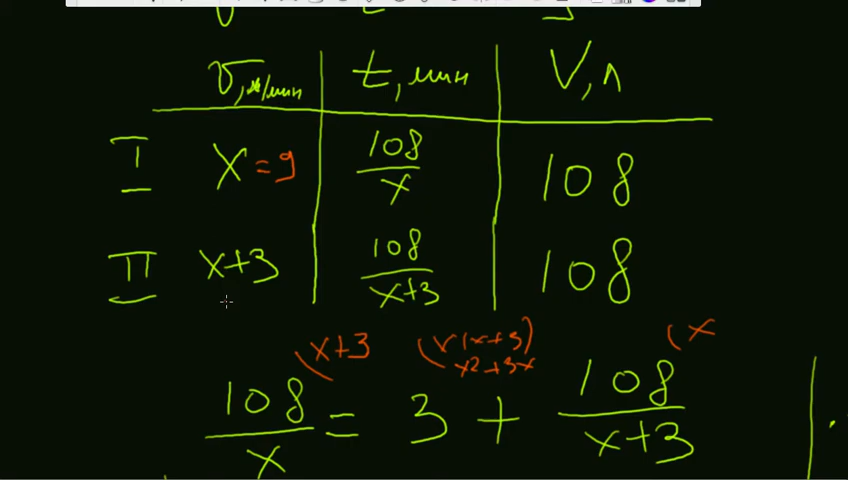 υ, л/мин t, мин V, л
I x = 9 108/x 108
II x+3 108/(x+3) 108
(x+3 (x(x+3) (x
x2+3x
108/x = 3 + 108/(x+3) | ·